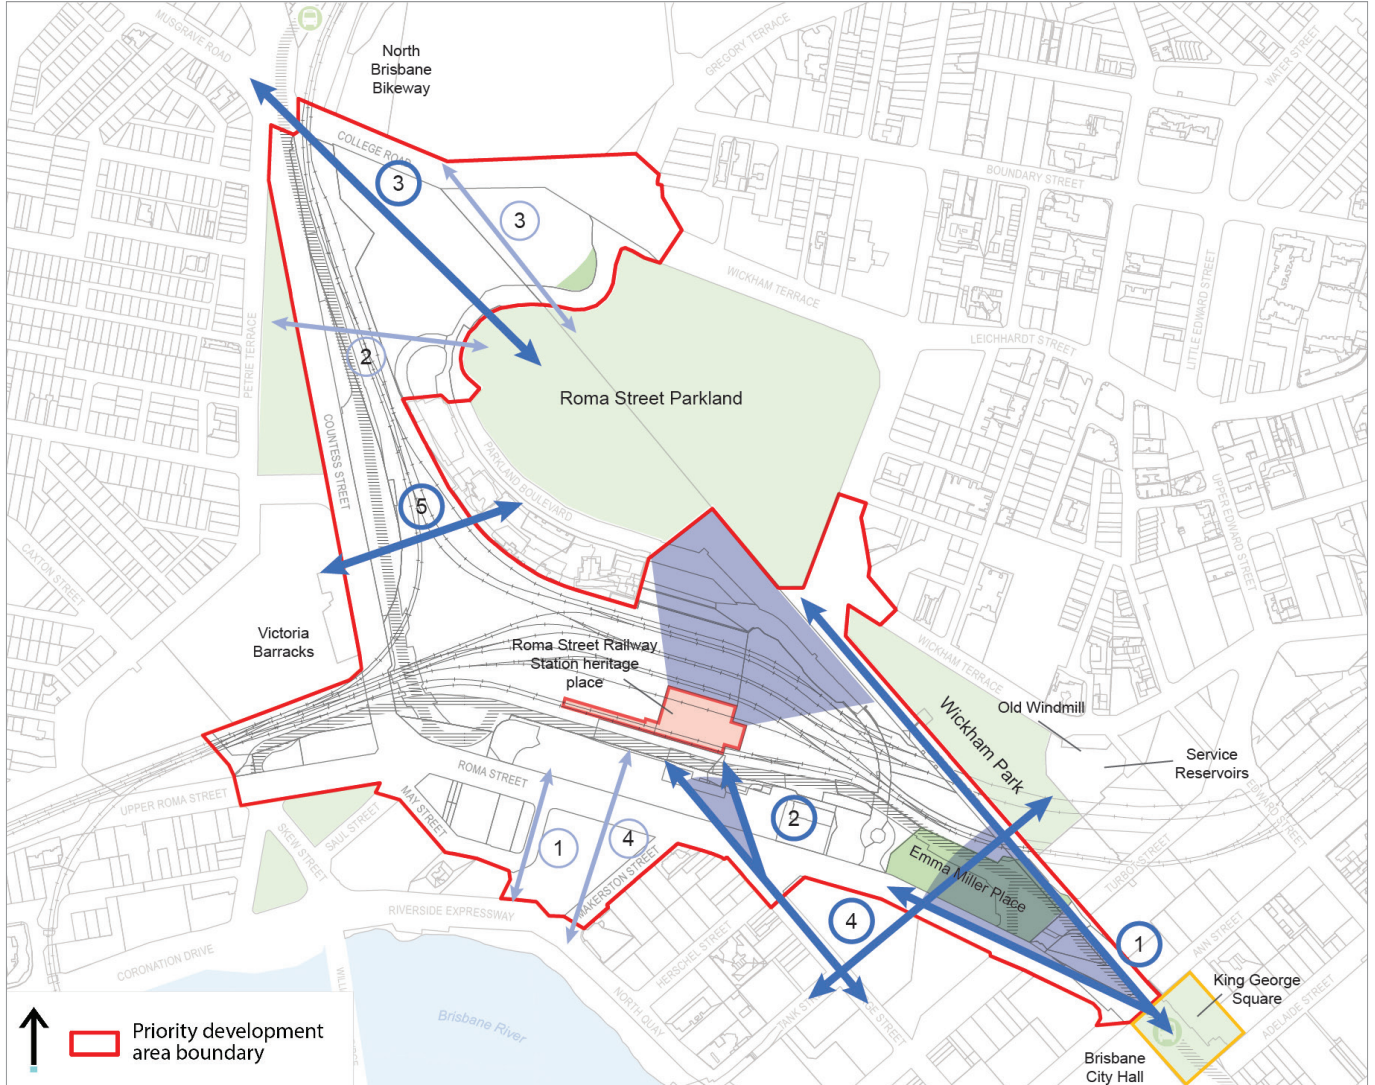 MUSGRAVE ROAD
North
Brisbane
Bikeway
GREGORY TERRACE
WATER STREET
COLLEGE ROAD
3
3
BOUNDARY STREET
LITTLE EDWARD STREET
WICKHAM TERRACE
LEICHHARDT STREET
PETRIE TERRACE
2
Roma Street Parkland
COUNTESS STREET
PARKLAND BOULEVARD
5
UPPER EDWARD STREET
CAXTON STREET
Victoria
Barracks
Roma Street Railway
Station heritage
place
WICKHAM TERRACE
Wickham Park
Old Windmill
Service
Reservoirs
EDWARD STREET
ROMA STREET
UPPER ROMA STREET
MAY STREET
SKEW STREET
SAUL STREET
1
4
2
MAKERSTON STREET
Emma Miller Place
TURBOT STREET
RIVERSIDE EXPRESSWAY
4
1
ANN STREET
CORONATION DRIVE
HERSCHEL STREET
King George
Square
ADELAIDE STREET
NORTH QUAY
TANK
Brisbane River
Brisbane
City Hall
Priority development
area boundary